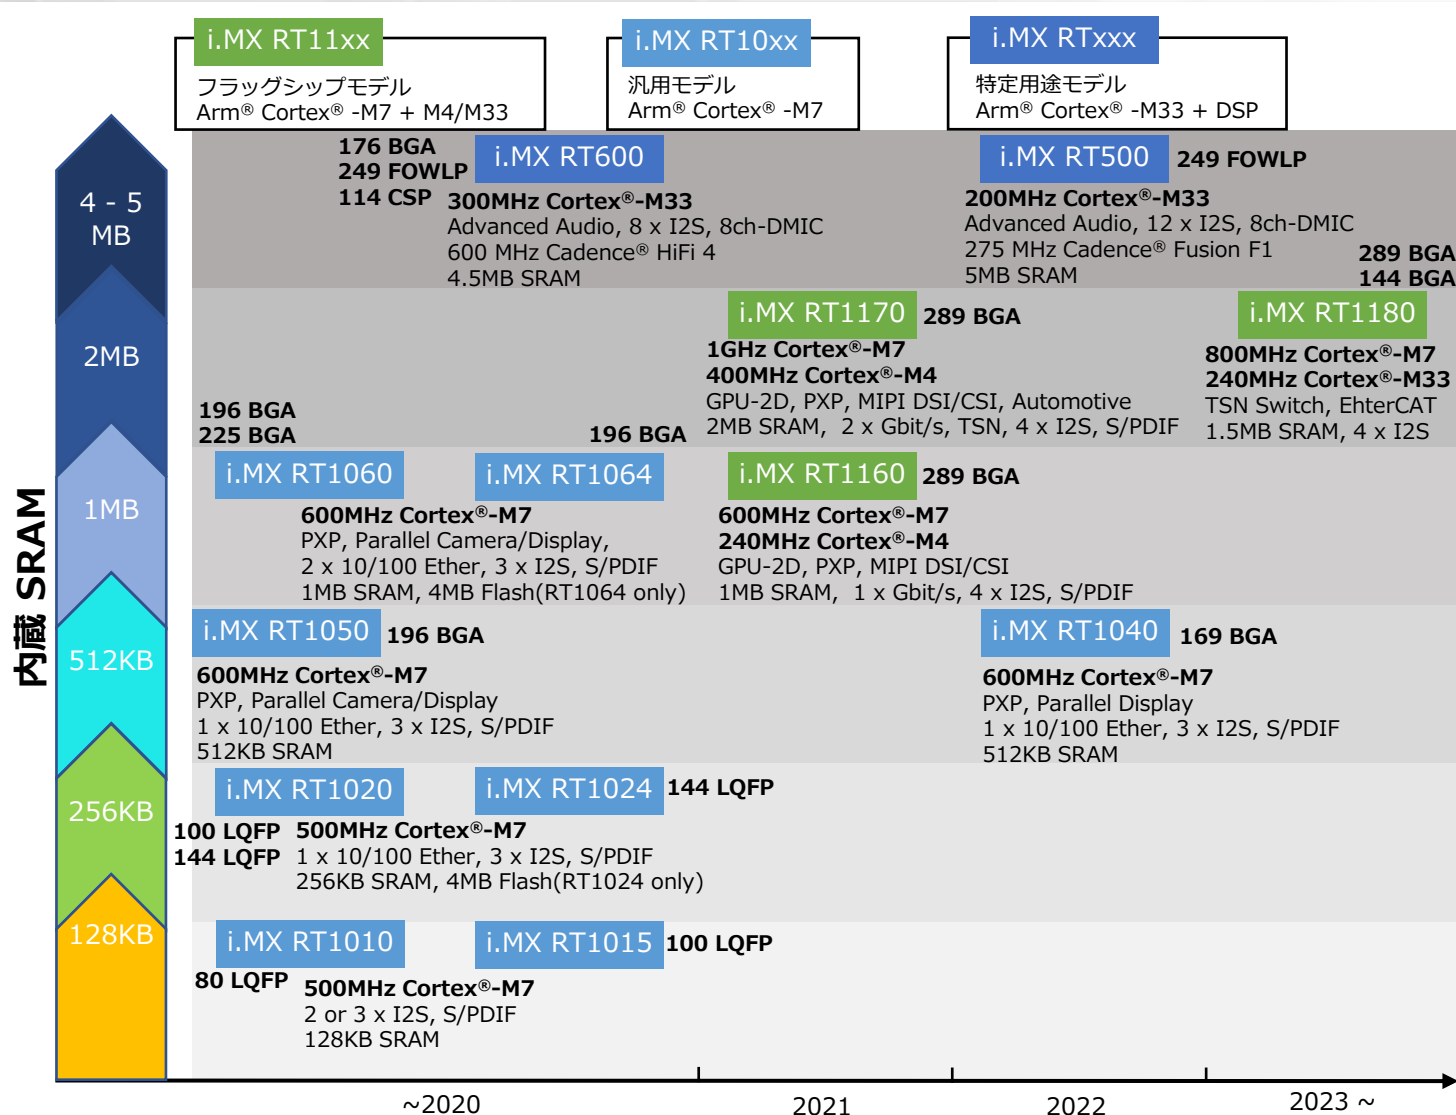 i.MX RT11xx
フラッグシップモデル
Arm® Cortex® -M7 + M4/M33
i.MX RT10xx
汎用モデル
Arm® Cortex® -M7
i.MX RTxxx
特定用途モデル
Arm® Cortex® -M33 + DSP
内蔵 SRAM
4 - 5
MB
2MB
1MB
512KB
256KB
128KB
176 BGA
249 FOWLP
114 CSP
i.MX RT600
300MHz Cortex®-M33
Advanced Audio, 8 x I2S, 8ch-DMIC
600 MHz Cadence® HiFi 4
4.5MB SRAM
i.MX RT500
249 FOWLP
200MHz Cortex®-M33
Advanced Audio, 12 x I2S, 8ch-DMIC
275 MHz Cadence® Fusion F1
5MB SRAM
289 BGA
144 BGA
i.MX RT1170
289 BGA
1GHz Cortex®-M7
400MHz Cortex®-M4
GPU-2D, PXP, MIPI DSI/CSI, Automotive
2MB SRAM, 2 x Gbit/s, TSN, 4 x I2S, S/PDIF
i.MX RT1180
800MHz Cortex®-M7
240MHz Cortex®-M33
TSN Switch, EhterCAT
1.5MB SRAM, 4 x I2S
196 BGA
225 BGA
196 BGA
i.MX RT1060
i.MX RT1064
600MHz Cortex®-M7
PXP, Parallel Camera/Display,
2 x 10/100 Ether, 3 x I2S, S/PDIF
1MB SRAM, 4MB Flash(RT1064 only)
i.MX RT1160
289 BGA
600MHz Cortex®-M7
240MHz Cortex®-M4
GPU-2D, PXP, MIPI DSI/CSI
1MB SRAM, 1 x Gbit/s, 4 x I2S, S/PDIF
i.MX RT1050
196 BGA
600MHz Cortex®-M7
PXP, Parallel Camera/Display
1 x 10/100 Ether, 3 x I2S, S/PDIF
512KB SRAM
i.MX RT1040
169 BGA
600MHz Cortex®-M7
PXP, Parallel Display
1 x 10/100 Ether, 3 x I2S, S/PDIF
512KB SRAM
i.MX RT1020
i.MX RT1024
144 LQFP
100 LQFP
144 LQFP
500MHz Cortex®-M7
1 x 10/100 Ether, 3 x I2S, S/PDIF
256KB SRAM, 4MB Flash(RT1024 only)
i.MX RT1010
i.MX RT1015
100 LQFP
80 LQFP
500MHz Cortex®-M7
2 or 3 x I2S, S/PDIF
128KB SRAM
~2020
2021
2022
2023 ~